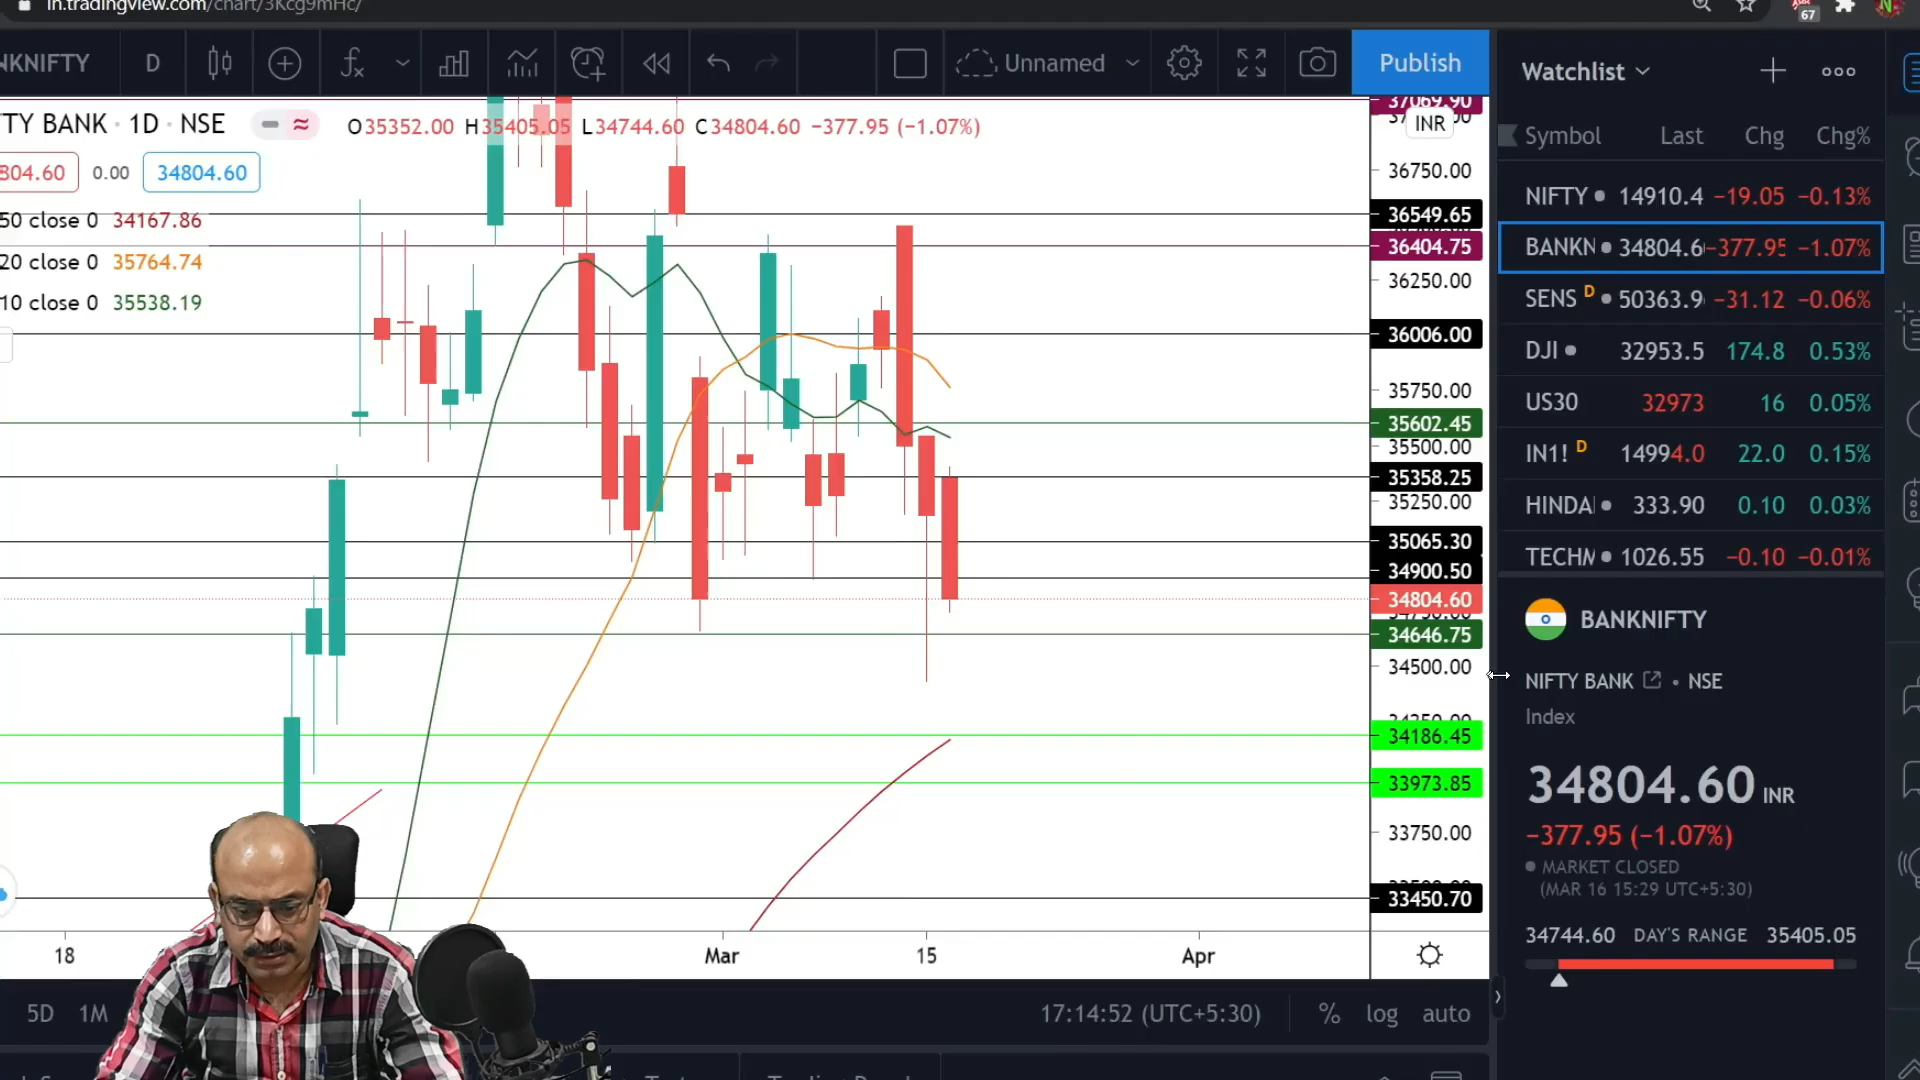 in.tradingview.com/chart/3Kcg9mHc/
67
NKNIFTY D Unnamed Publish
TY BANK · 1D · NSE O35352.00 H35405.05 L34744.60 C34804.60 −377.95 (−1.07%)
804.60 0.00 34804.60
50 close 0 34167.86
20 close 0 35764.74
10 close 0 35538.19
37069.90
INR
36750.00
36549.65
36404.75
36250.00
36006.00
35750.00
35602.45
35500.00
35358.25
35250.00
35065.30
34900.50
34804.60
34646.75
34500.00
34186.45
33973.85
33750.00
33450.70
18 Mar 15 Apr
5D 1M 17:14:52 (UTC+5:30) % log auto
Watchlist
Symbol Last Chg Chg%
NIFTY 14910.4 −19.05 −0.13%
BANKN 34804.6 −377.95 −1.07%
SENS D 50363.9 −31.12 −0.06%
DJI 32953.5 174.8 0.53%
US30 32973 16 0.05%
IN1! D 14994.0 22.0 0.15%
HINDA 333.90 0.10 0.03%
TECHM 1026.55 −0.10 −0.01%
BANKNIFTY
NIFTY BANK • NSE
Index
34804.60 INR
−377.95 (−1.07%)
MARKET CLOSED
(MAR 16 15:29 UTC+5:30)
34744.60 DAY'S RANGE 35405.05